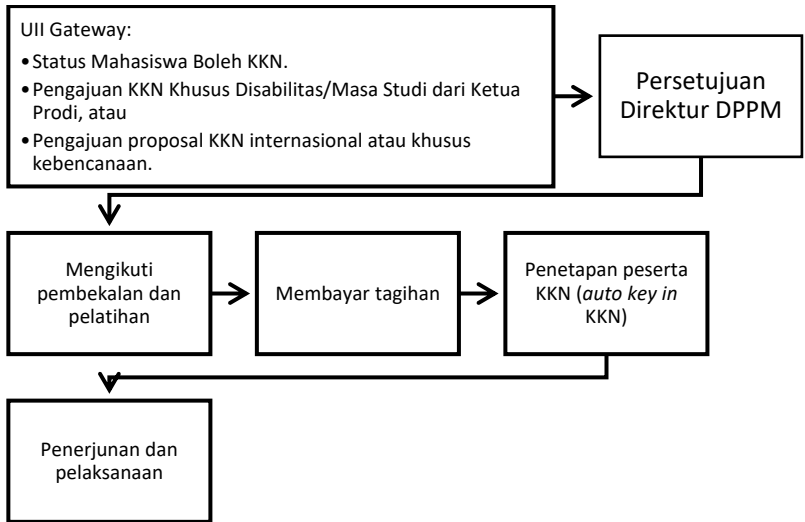 UII Gateway:
•Status Mahasiswa Boleh KKN.
•Pengajuan KKN Khusus Disabilitas/Masa Studi dari Ketua
Prodi, atau
•Pengajuan proposal KKN internasional atau khusus
kebencanaan.
Persetujuan
Direktur DPPM
Mengikuti
pembekalan dan
pelatihan
Membayar tagihan
Penetapan peserta
KKN (auto key in
KKN)
Penerjunan dan
pelaksanaan